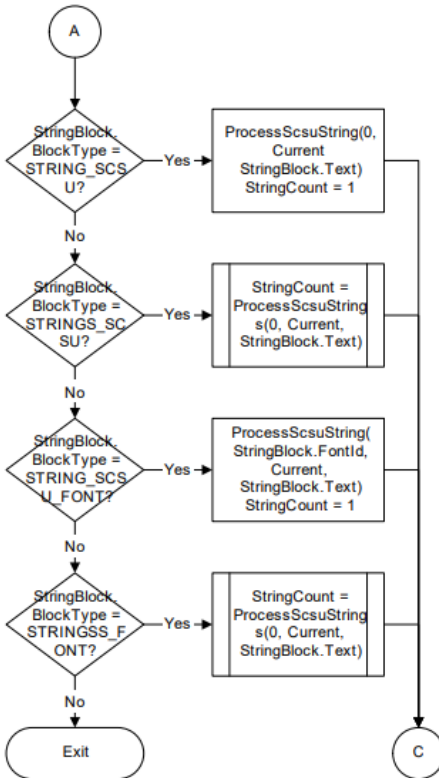 A
StringBlock.
BlockType =
STRING_SCS
U?
Yes
ProcessScsuString(0,
Current
StringBlock.Text)
StringCount = 1
No
StringBlock.
BlockType =
STRINGS_SC
SU?
Yes
StringCount =
ProcessScsuString
s(0, Current,
StringBlock.Text)
No
StringBlock.
BlockType =
STRING_SCS
U_FONT?
Yes
ProcessScsuString(
StringBlock.FontId,
Current,
StringBlock.Text)
StringCount = 1
No
StringBlock.
BlockType =
STRINGSS_F
ONT?
Yes
StringCount =
ProcessScsuString
s(0, Current,
StringBlock.Text)
No
Exit
C